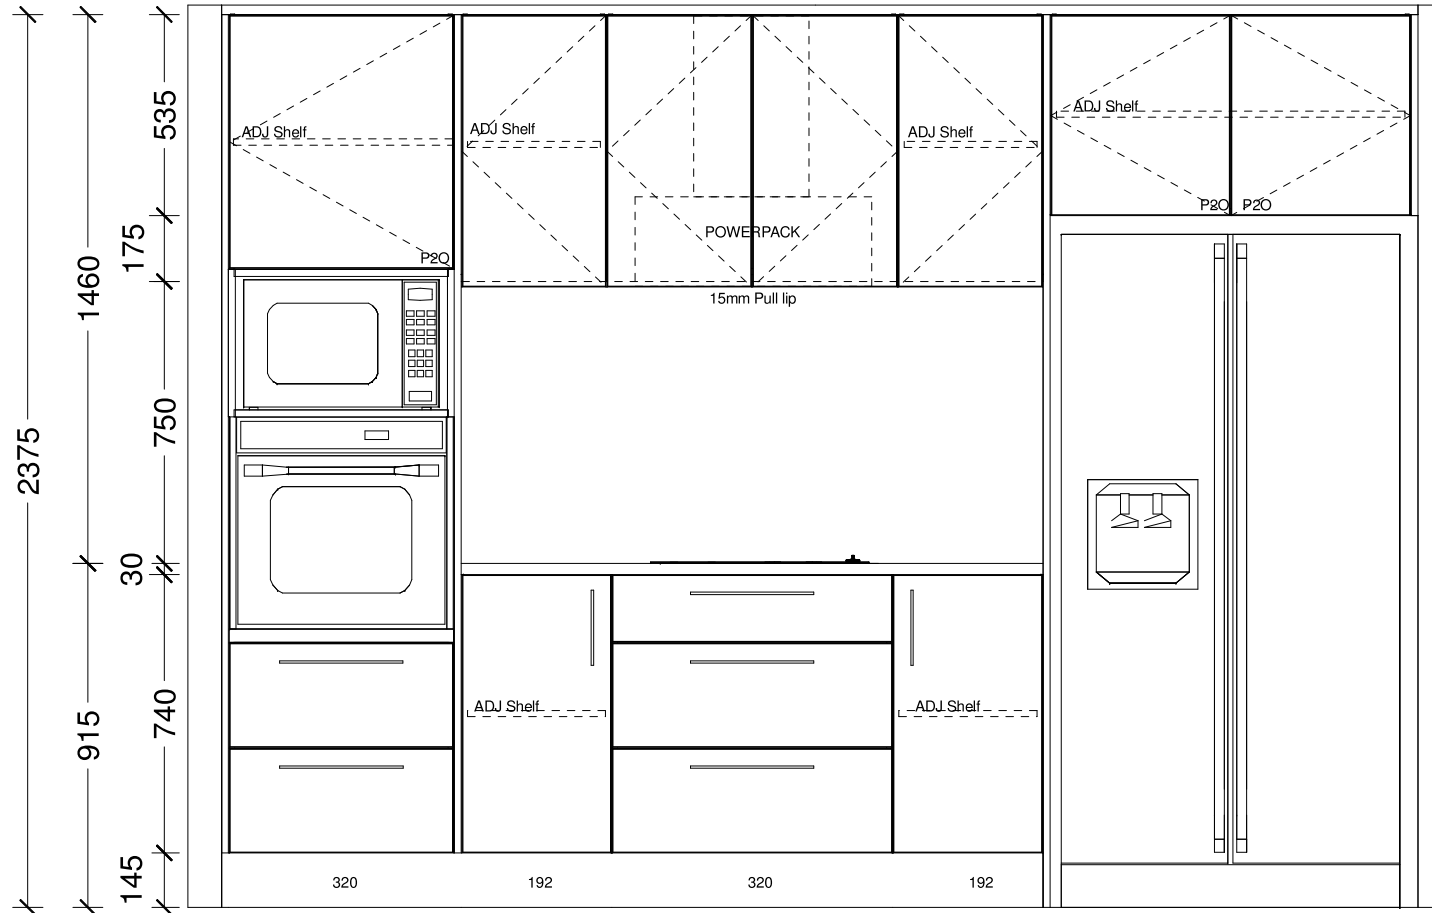 535
ADJ Shelf
ADJ Shelf
ADJ Shelf
ADJ Shelf
P2O
P2O
175
POWERPACK
P2O
1460
15mm Pull lip
750
2375
30
740
ADJ Shelf
ADJ Shelf
915
145
320
192
320
192